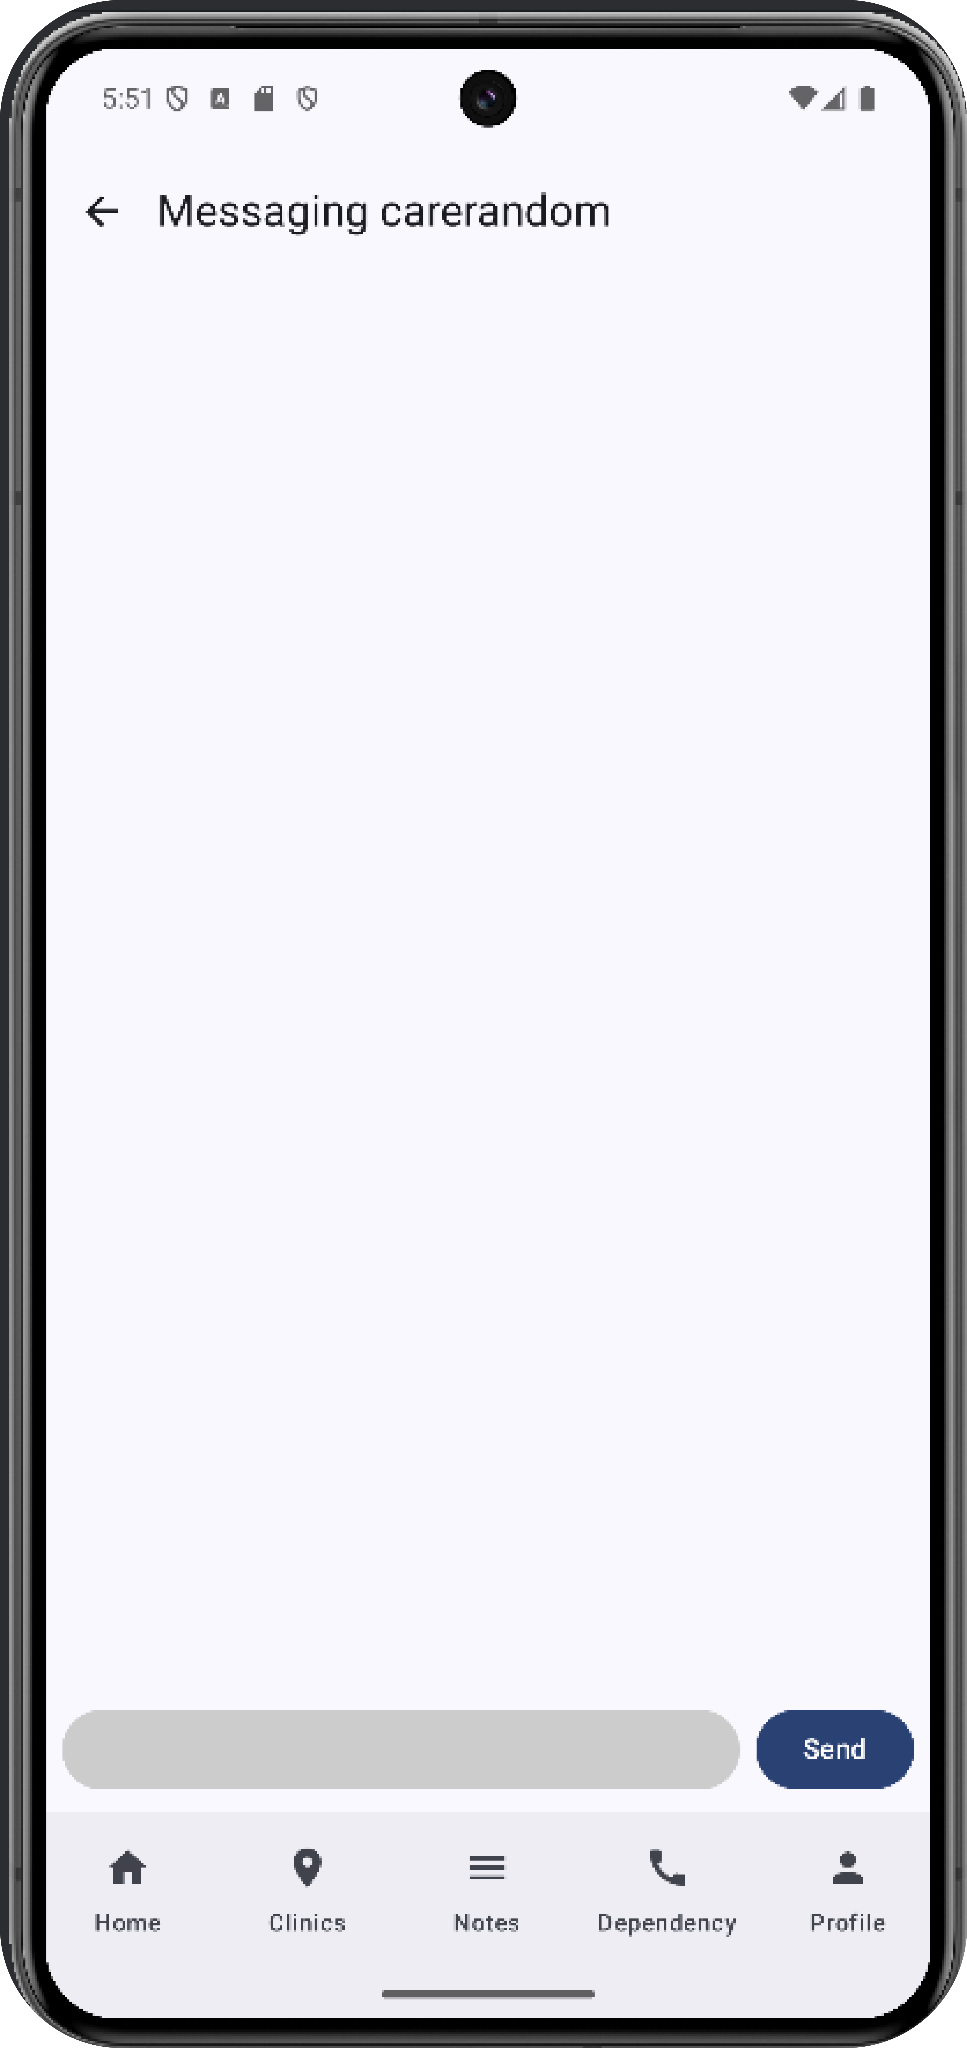 5:51
Messaging carerandom
Send
Home Clinics Notes Dependency Profile